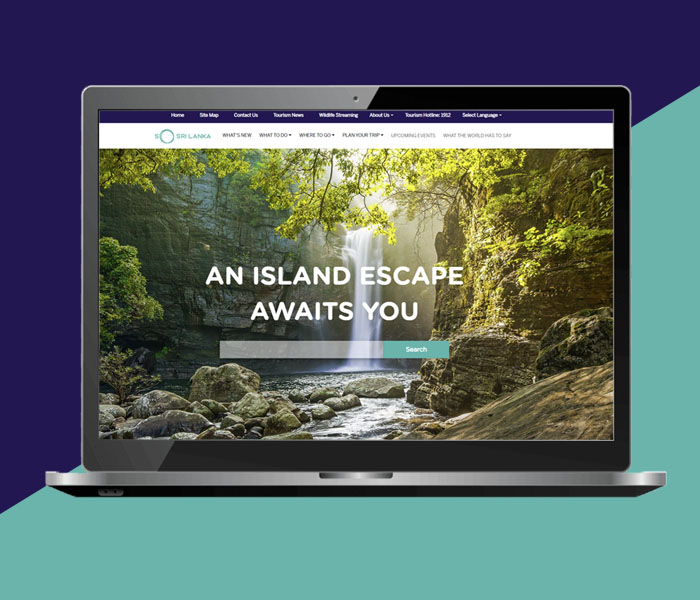 Home Site Map Contact Us Tourism News Wildlife Streaming About Us Tourism Hotline: 1912 Select Language
SO SRI LANKA WHAT'S NEW WHAT TO DO WHERE TO GO PLAN YOUR TRIP UPCOMING EVENTS WHAT THE WORLD HAS TO SAY
AN ISLAND ESCAPE
AWAITS YOU
Search